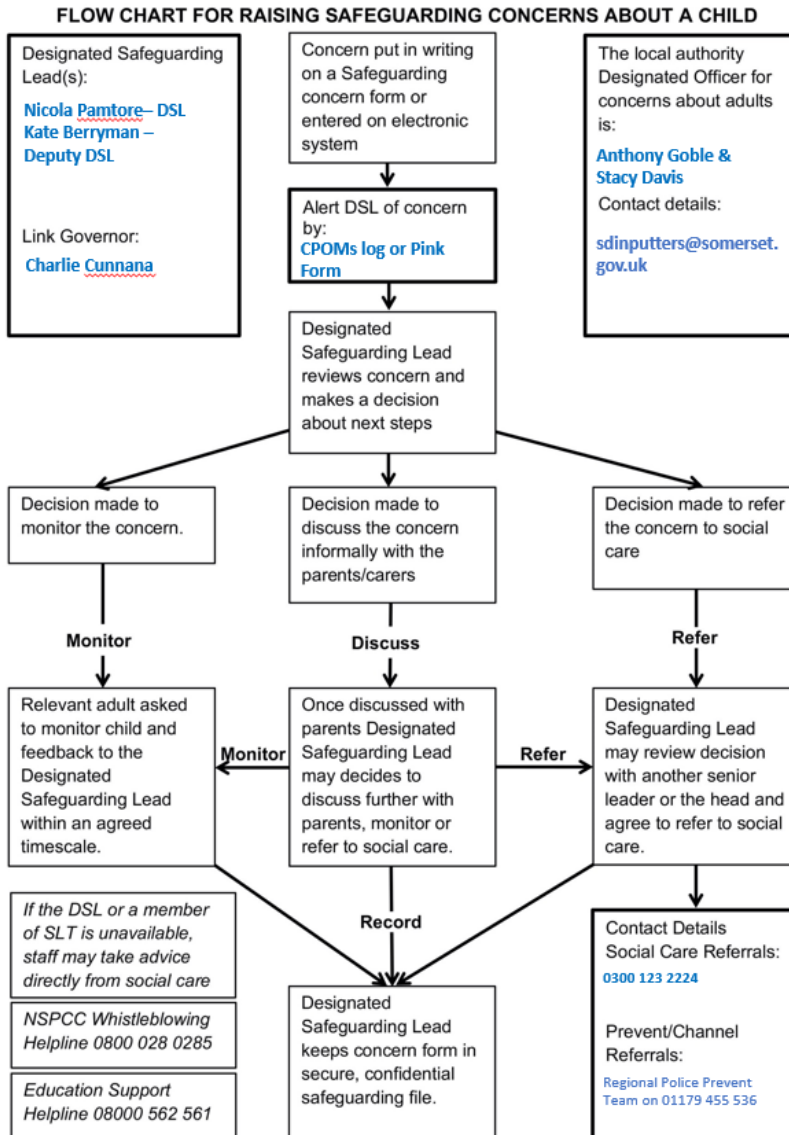 FLOW CHART FOR RAISING SAFEGUARDING CONCERNS ABOUT A CHILD
Designated Safeguarding
Lead(s):
Nicola Pamtore– DSL
Kate Berryman –
Deputy DSL
Link Governor:
Charlie Cunnana
Concern put in writing
on a Safeguarding
concern form or
entered on electronic
system
The local authority
Designated Officer for
concerns about adults
is:
Anthony Goble &
Stacy Davis
Contact details:
sdinputters@somerset.
gov.uk
Alert DSL of concern
by:
CPOMs log or Pink
Form
Designated
Safeguarding Lead
reviews concern and
makes a decision
about next steps
Decision made to
monitor the concern.
Decision made to
discuss the concern
informally with the
parents/carers
Decision made to refer
the concern to social
care
Monitor
Discuss
Refer
Relevant adult asked
to monitor child and
feedback to the
Designated
Safeguarding Lead
within an agreed
timescale.
Monitor
Once discussed with
parents Designated
Safeguarding Lead
may decides to
discuss further with
parents, monitor or
refer to social care.
Refer
Designated
Safeguarding Lead
may review decision
with another senior
leader or the head and
agree to refer to social
care.
If the DSL or a member
of SLT is unavailable,
staff may take advice
directly from social care
NSPCC Whistleblowing
Helpline 0800 028 0285
Education Support
Helpline 08000 562 561
Record
Designated
Safeguarding Lead
keeps concern form in
secure, confidential
safeguarding file.
Contact Details
Social Care Referrals:
0300 123 2224
Prevent/Channel
Referrals:
Regional Police Prevent
Team on 01179 455 536